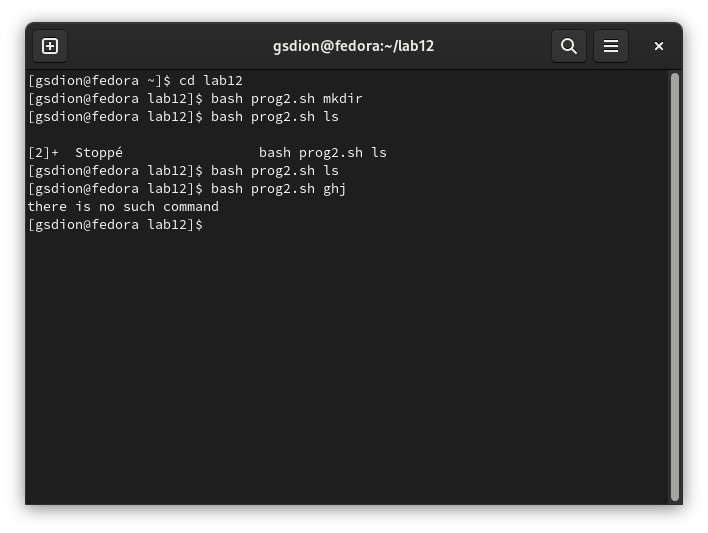 gsdion@fedora:~/lab12
[gsdion@fedora ~]$ cd lab12
[gsdion@fedora lab12]$ bash prog2.sh mkdir
[gsdion@fedora lab12]$ bash prog2.sh ls
[2]+  Stoppé                 bash prog2.sh ls
[gsdion@fedora lab12]$ bash prog2.sh ls
[gsdion@fedora lab12]$ bash prog2.sh ghj
there is no such command
[gsdion@fedora lab12]$